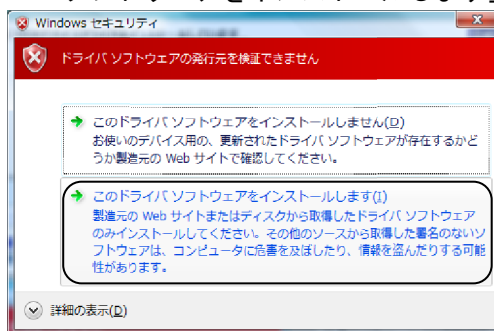 Windows セキュリティ
ドライバ ソフトウェアの発行元を検証できません
このドライバ ソフトウェアをインストールしません(D)
お使いのデバイス用の、更新されたドライバ ソフトウェアが存在するかど
うか製造元の Web サイトで確認してください。
このドライバ ソフトウェアをインストールします(I)
製造元の Web サイトまたはディスクから取得したドライバ ソフトウェア
のみインストールしてください。その他のソースから取得した署名のないソ
フトウェアは、コンピュータに危害を及ぼしたり、情報を盗んだりする可能
性があります。
詳細の表示(D)